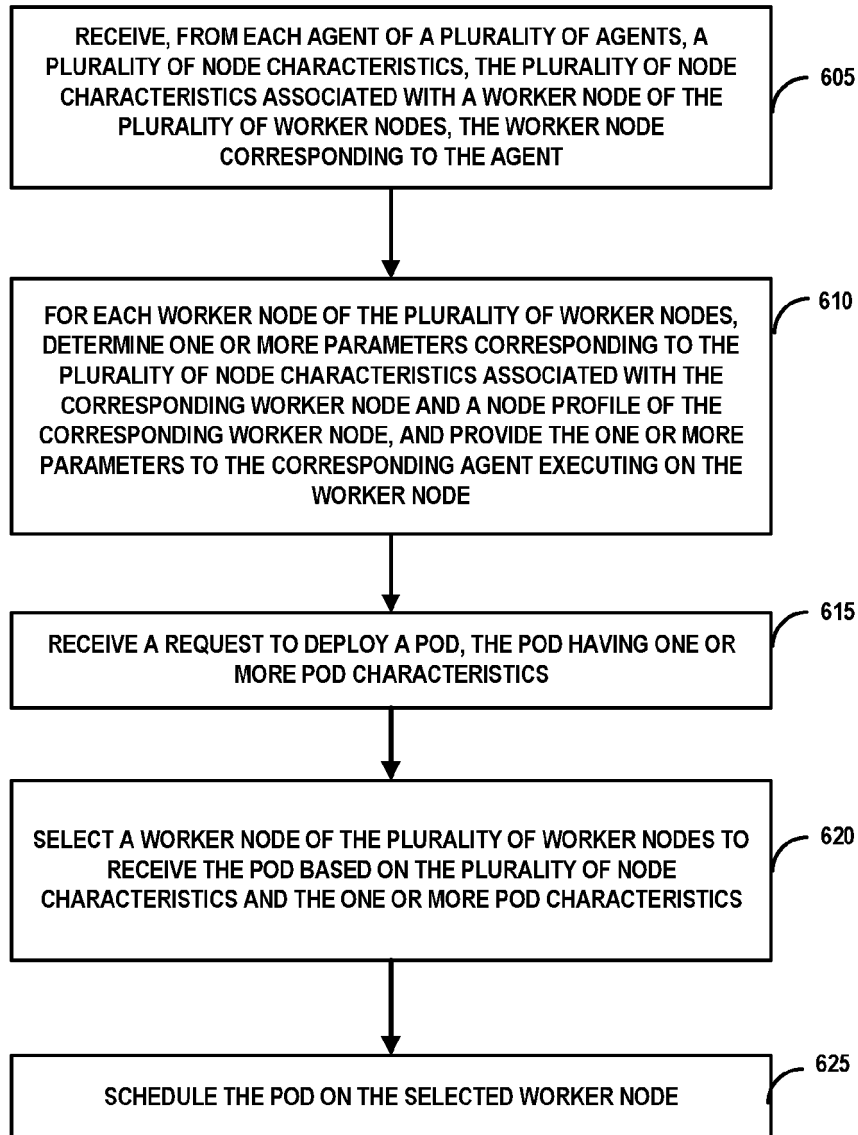 RECEIVE, FROM EACH AGENT OF A PLURALITY OF AGENTS, A
PLURALITY OF NODE CHARACTERISTICS, THE PLURALITY OF NODE
CHARACTERISTICS ASSOCIATED WITH A WORKER NODE OF THE
PLURALITY OF WORKER NODES, THE WORKER NODE
CORRESPONDING TO THE AGENT
605
FOR EACH WORKER NODE OF THE PLURALITY OF WORKER NODES,
DETERMINE ONE OR MORE PARAMETERS CORRESPONDING TO THE
PLURALITY OF NODE CHARACTERISTICS ASSOCIATED WITH THE
CORRESPONDING WORKER NODE AND A NODE PROFILE OF THE
CORRESPONDING WORKER NODE, AND PROVIDE THE ONE OR MORE
PARAMETERS TO THE CORRESPONDING AGENT EXECUTING ON THE
WORKER NODE
610
RECEIVE A REQUEST TO DEPLOY A POD, THE POD HAVING ONE OR
MORE POD CHARACTERISTICS
615
SELECT A WORKER NODE OF THE PLURALITY OF WORKER NODES TO
RECEIVE THE POD BASED ON THE PLURALITY OF NODE
CHARACTERISTICS AND THE ONE OR MORE POD CHARACTERISTICS
620
SCHEDULE THE POD ON THE SELECTED WORKER NODE
625